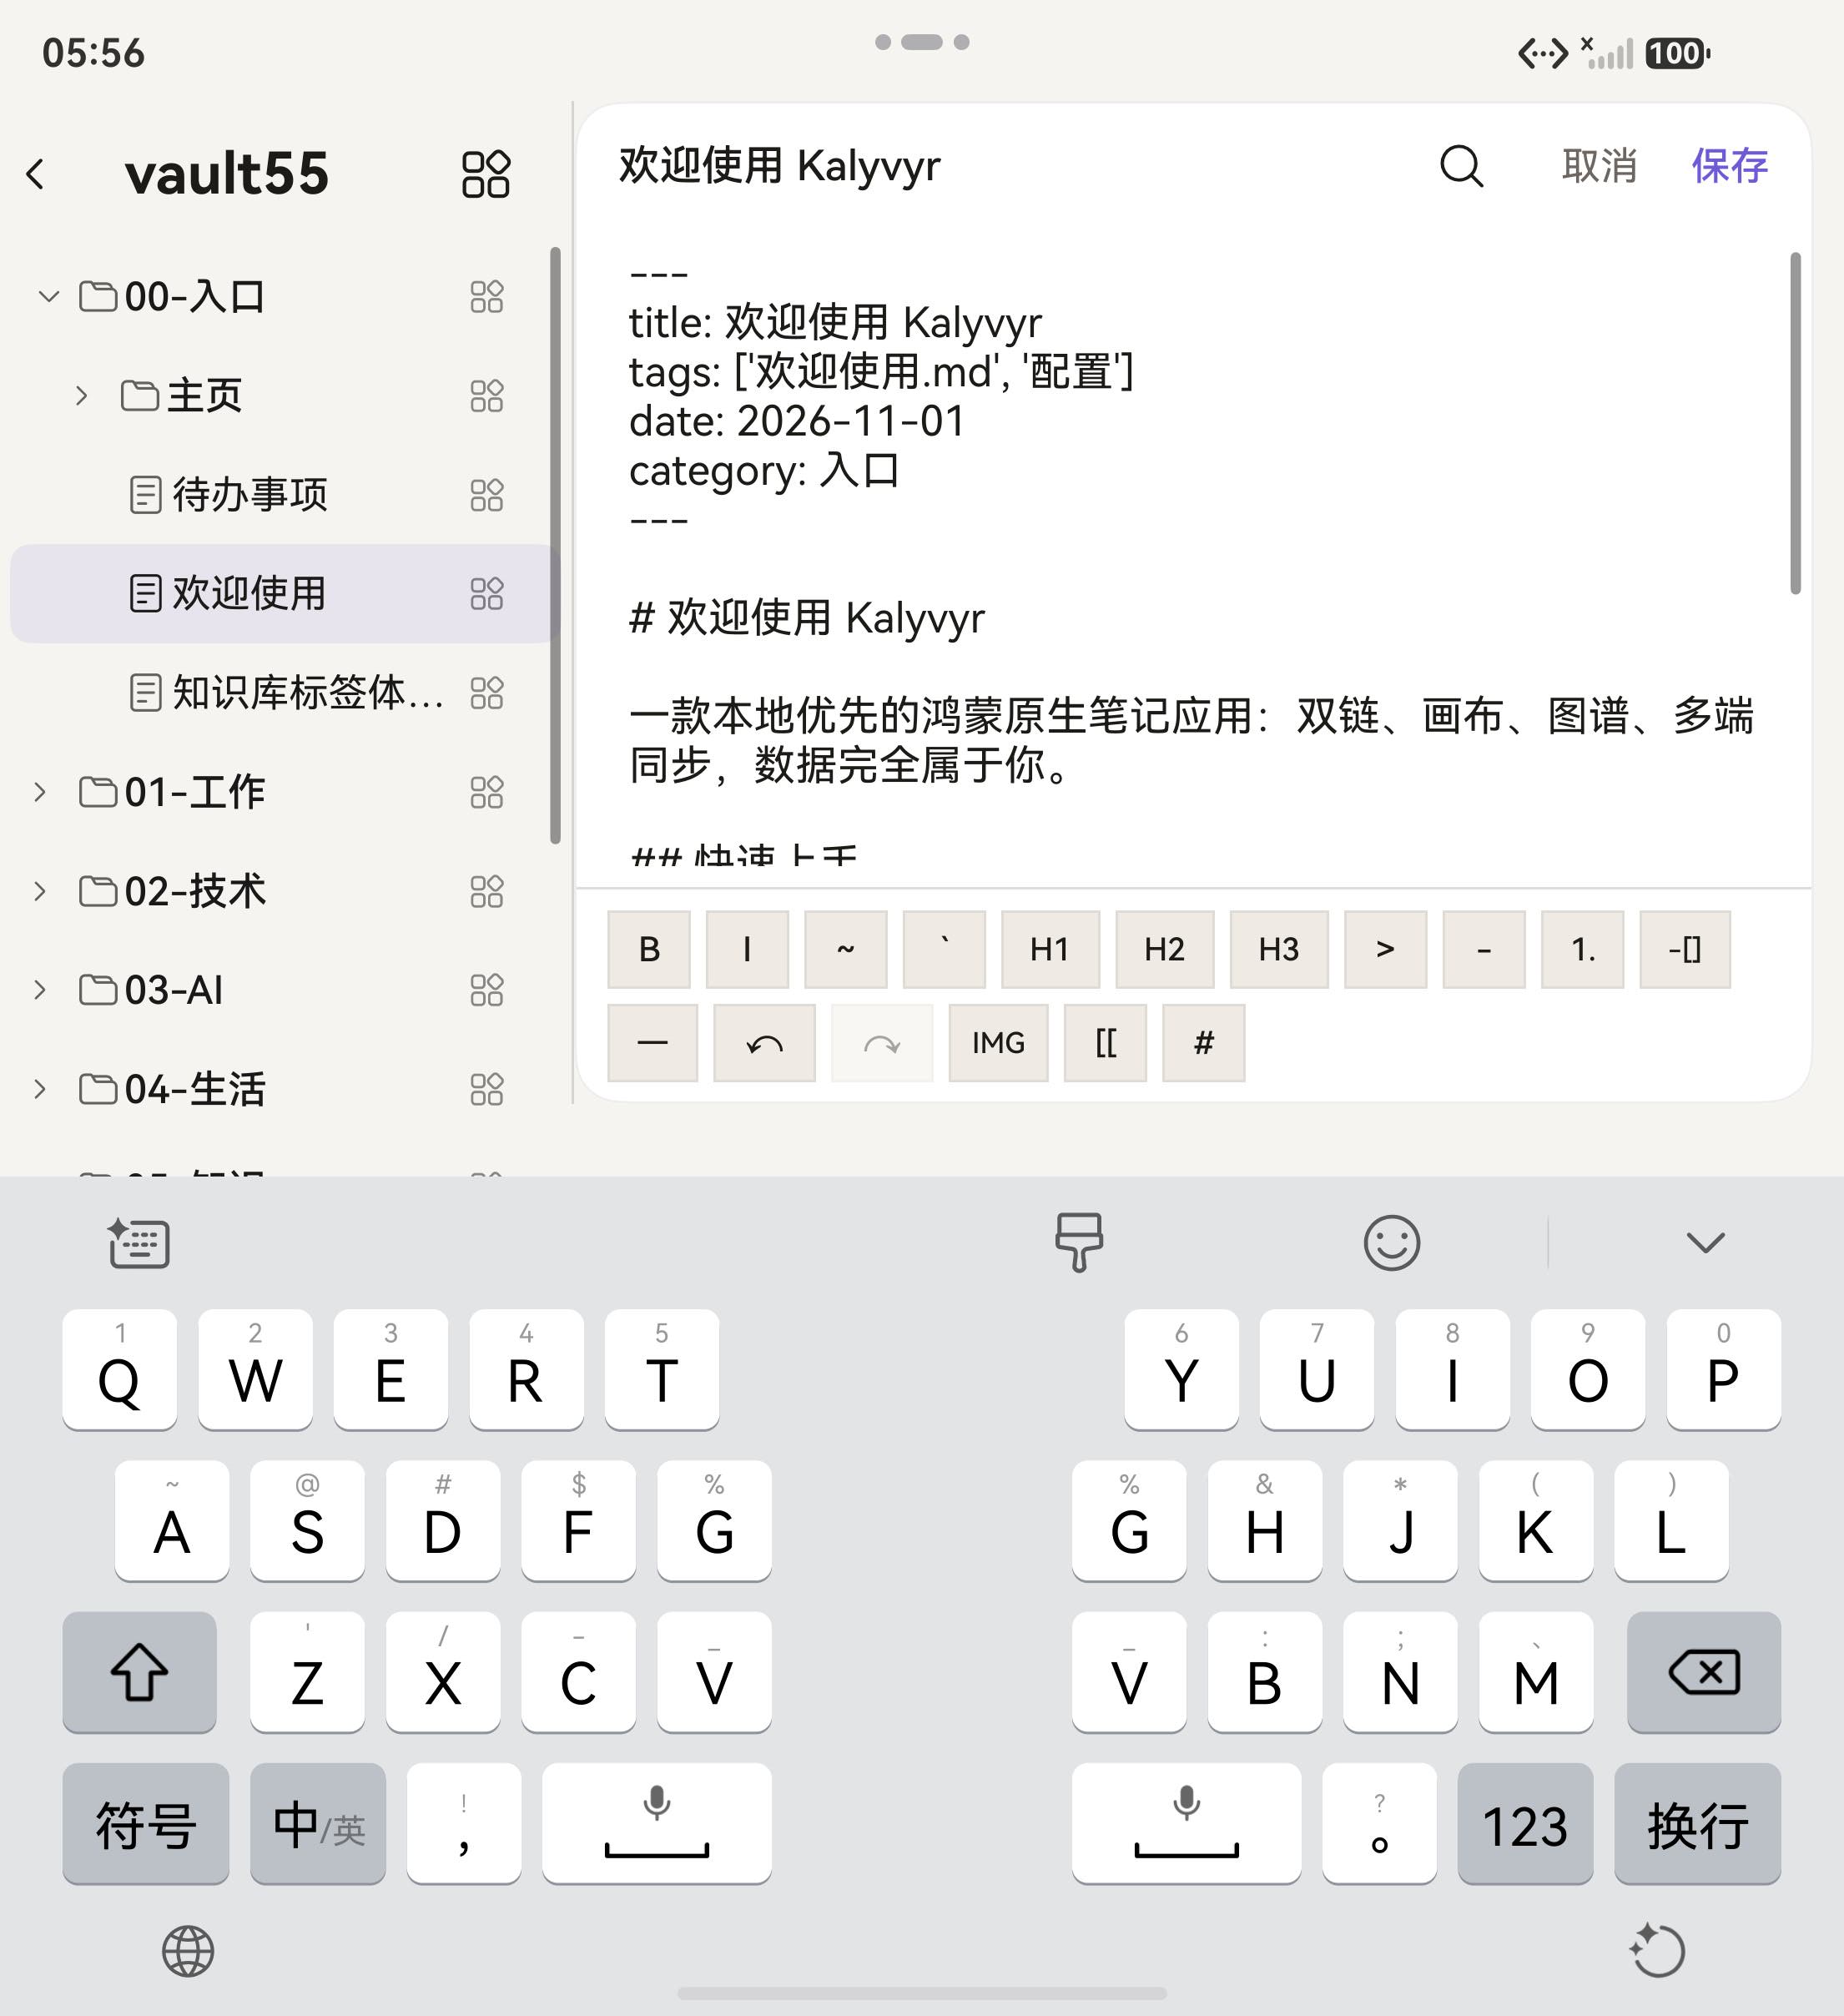 05:56
100
vault55
00-入口
主页
待办事项
欢迎使用
知识库标签体...
01-工作
02-技术
03-AI
04-生活
欢迎使用 Kalyvyr
取消
保存
---
title: 欢迎使用 Kalyvyr
tags: ['欢迎使用.md', '配置']
date: 2026-11-01
category: 入口
---
# 欢迎使用 Kalyvyr
一款本地优先的鸿蒙原生笔记应用：双链、画布、图谱、多端
同步，数据完全属于你。
## 快速上手
B I ~ ` H1 H2 H3 > - 1. -[]
— IMG [[ #
1 2 3 4 5 6 7 8 9 0
Q W E R T Y U I O P
~ @ # $ % % & * ( )
A S D F G G H J K L
' / - _ _ : ; 、
Z X C V V B N M
! ?
符号 中/英 , 。 123 换行